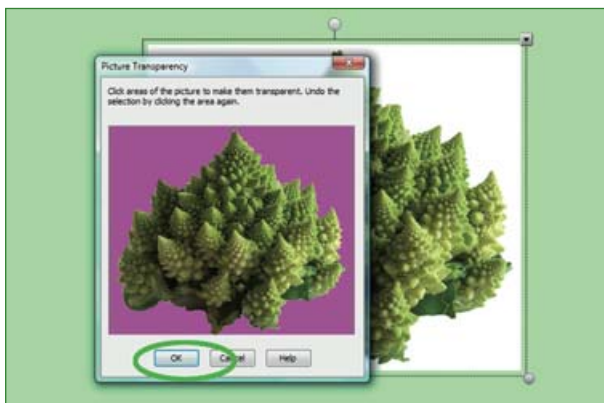 Picture Transparency
Click areas of the picture to make them transparent. Undo the
selection by clicking the area again.
OK
Cancel
Help